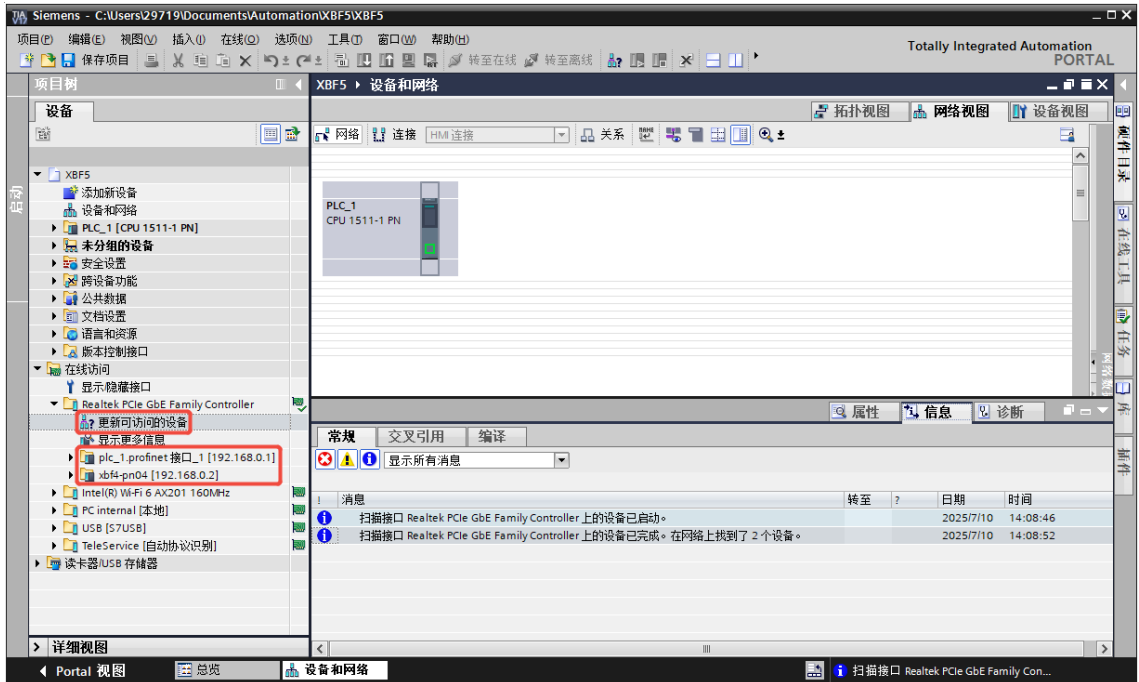 Siemens - C:\Users\29719\Documents\Automation\XBF5\XBF5
项目(P) 编辑(E) 视图(V) 插入(I) 在线(O) 选项(N) 工具(T) 窗口(W) 帮助(H)
Totally Integrated Automation
PORTAL
保存项目 转至在线 转至离线
项目树
XBF5 ▸ 设备和网络
设备
拓扑视图 网络视图 设备视图
网络 连接 HMI 连接 关系
启动
XBF5
添加新设备
设备和网络
PLC_1 [CPU 1511-1 PN]
未分组的设备
安全设置
跨设备功能
公共数据
文档设置
语言和资源
版本控制接口
在线访问
显示/隐藏接口
Realtek PCIe GbE Family Controller
更新可访问的设备
显示更多信息
plc_1.profinet 接口_1 [192.168.0.1]
xbf4-pn04 [192.168.0.2]
Intel(R) Wi-Fi 6 AX201 160MHz
PC internal [本地]
USB [S7USB]
TeleService [自动协议识别]
读卡器/USB 存储器
详细视图
PLC_1
CPU 1511-1 PN
硬件目录
在线工具
任务
库
插件
属性 信息 诊断
常规 交叉引用 编译
显示所有消息
! 消息 转至 ? 日期 时间
扫描接口 Realtek PCIe GbE Family Controller 上的设备已启动。 2025/7/10 14:08:46
扫描接口 Realtek PCIe GbE Family Controller 上的设备已完成。在网络上找到了 2 个设备。 2025/7/10 14:08:52
Portal 视图 总览 设备和网络 扫描接口 Realtek PCIe GbE Family Con...